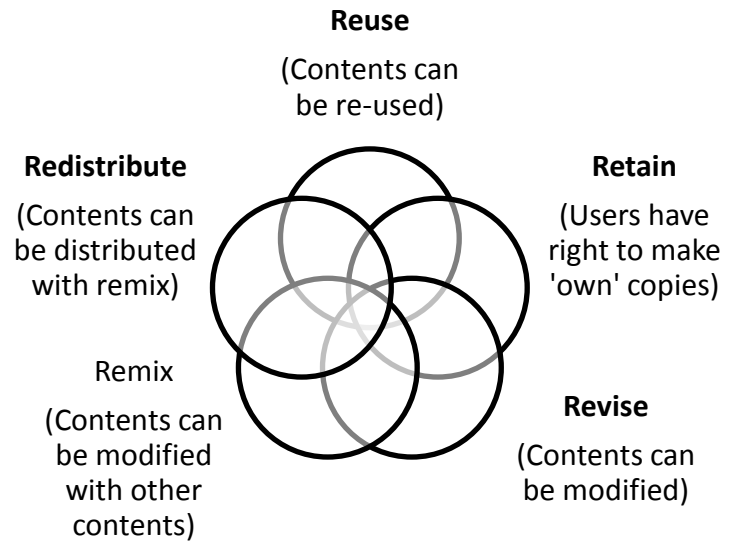 Reuse
(Contents can
be re-used)
Redistribute
(Contents can
be distributed
with remix)
Retain
(Users have
right to make
'own' copies)
Remix
(Contents can
be modified
with other
contents)
Revise
(Contents can
be modified)